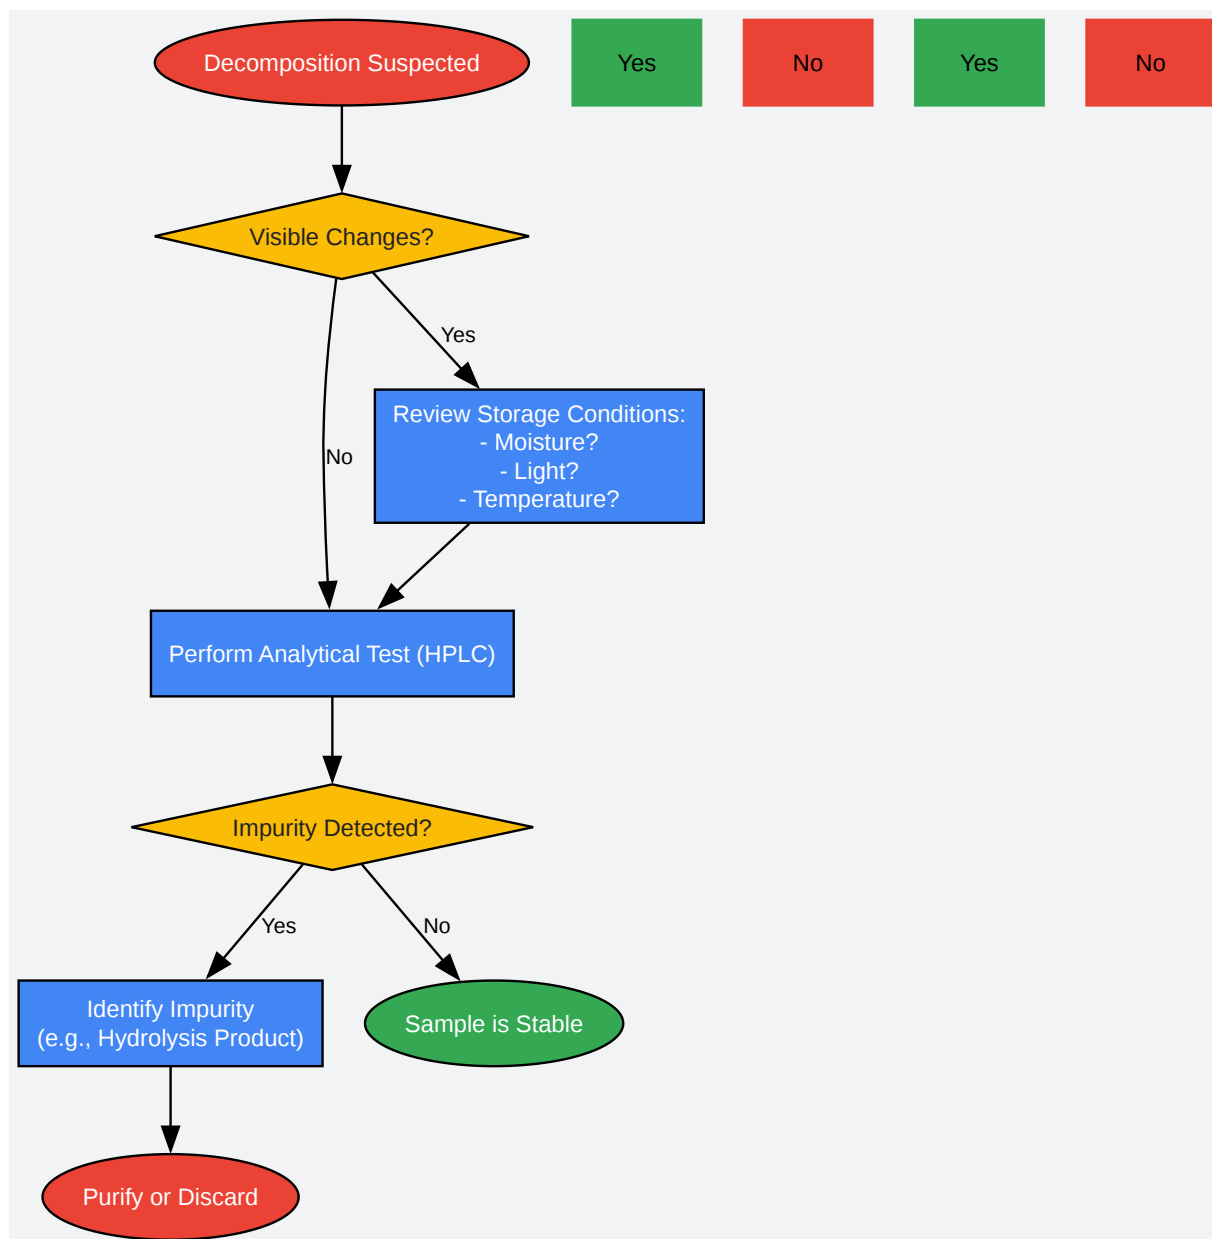 Decomposition Suspected
Yes
No
Yes
No
Visible Changes?
Yes
Review Storage Conditions:
- Moisture?
- Light?
- Temperature?
No
Perform Analytical Test (HPLC)
Impurity Detected?
Yes
No
Identify Impurity
(e.g., Hydrolysis Product)
Sample is Stable
Purify or Discard